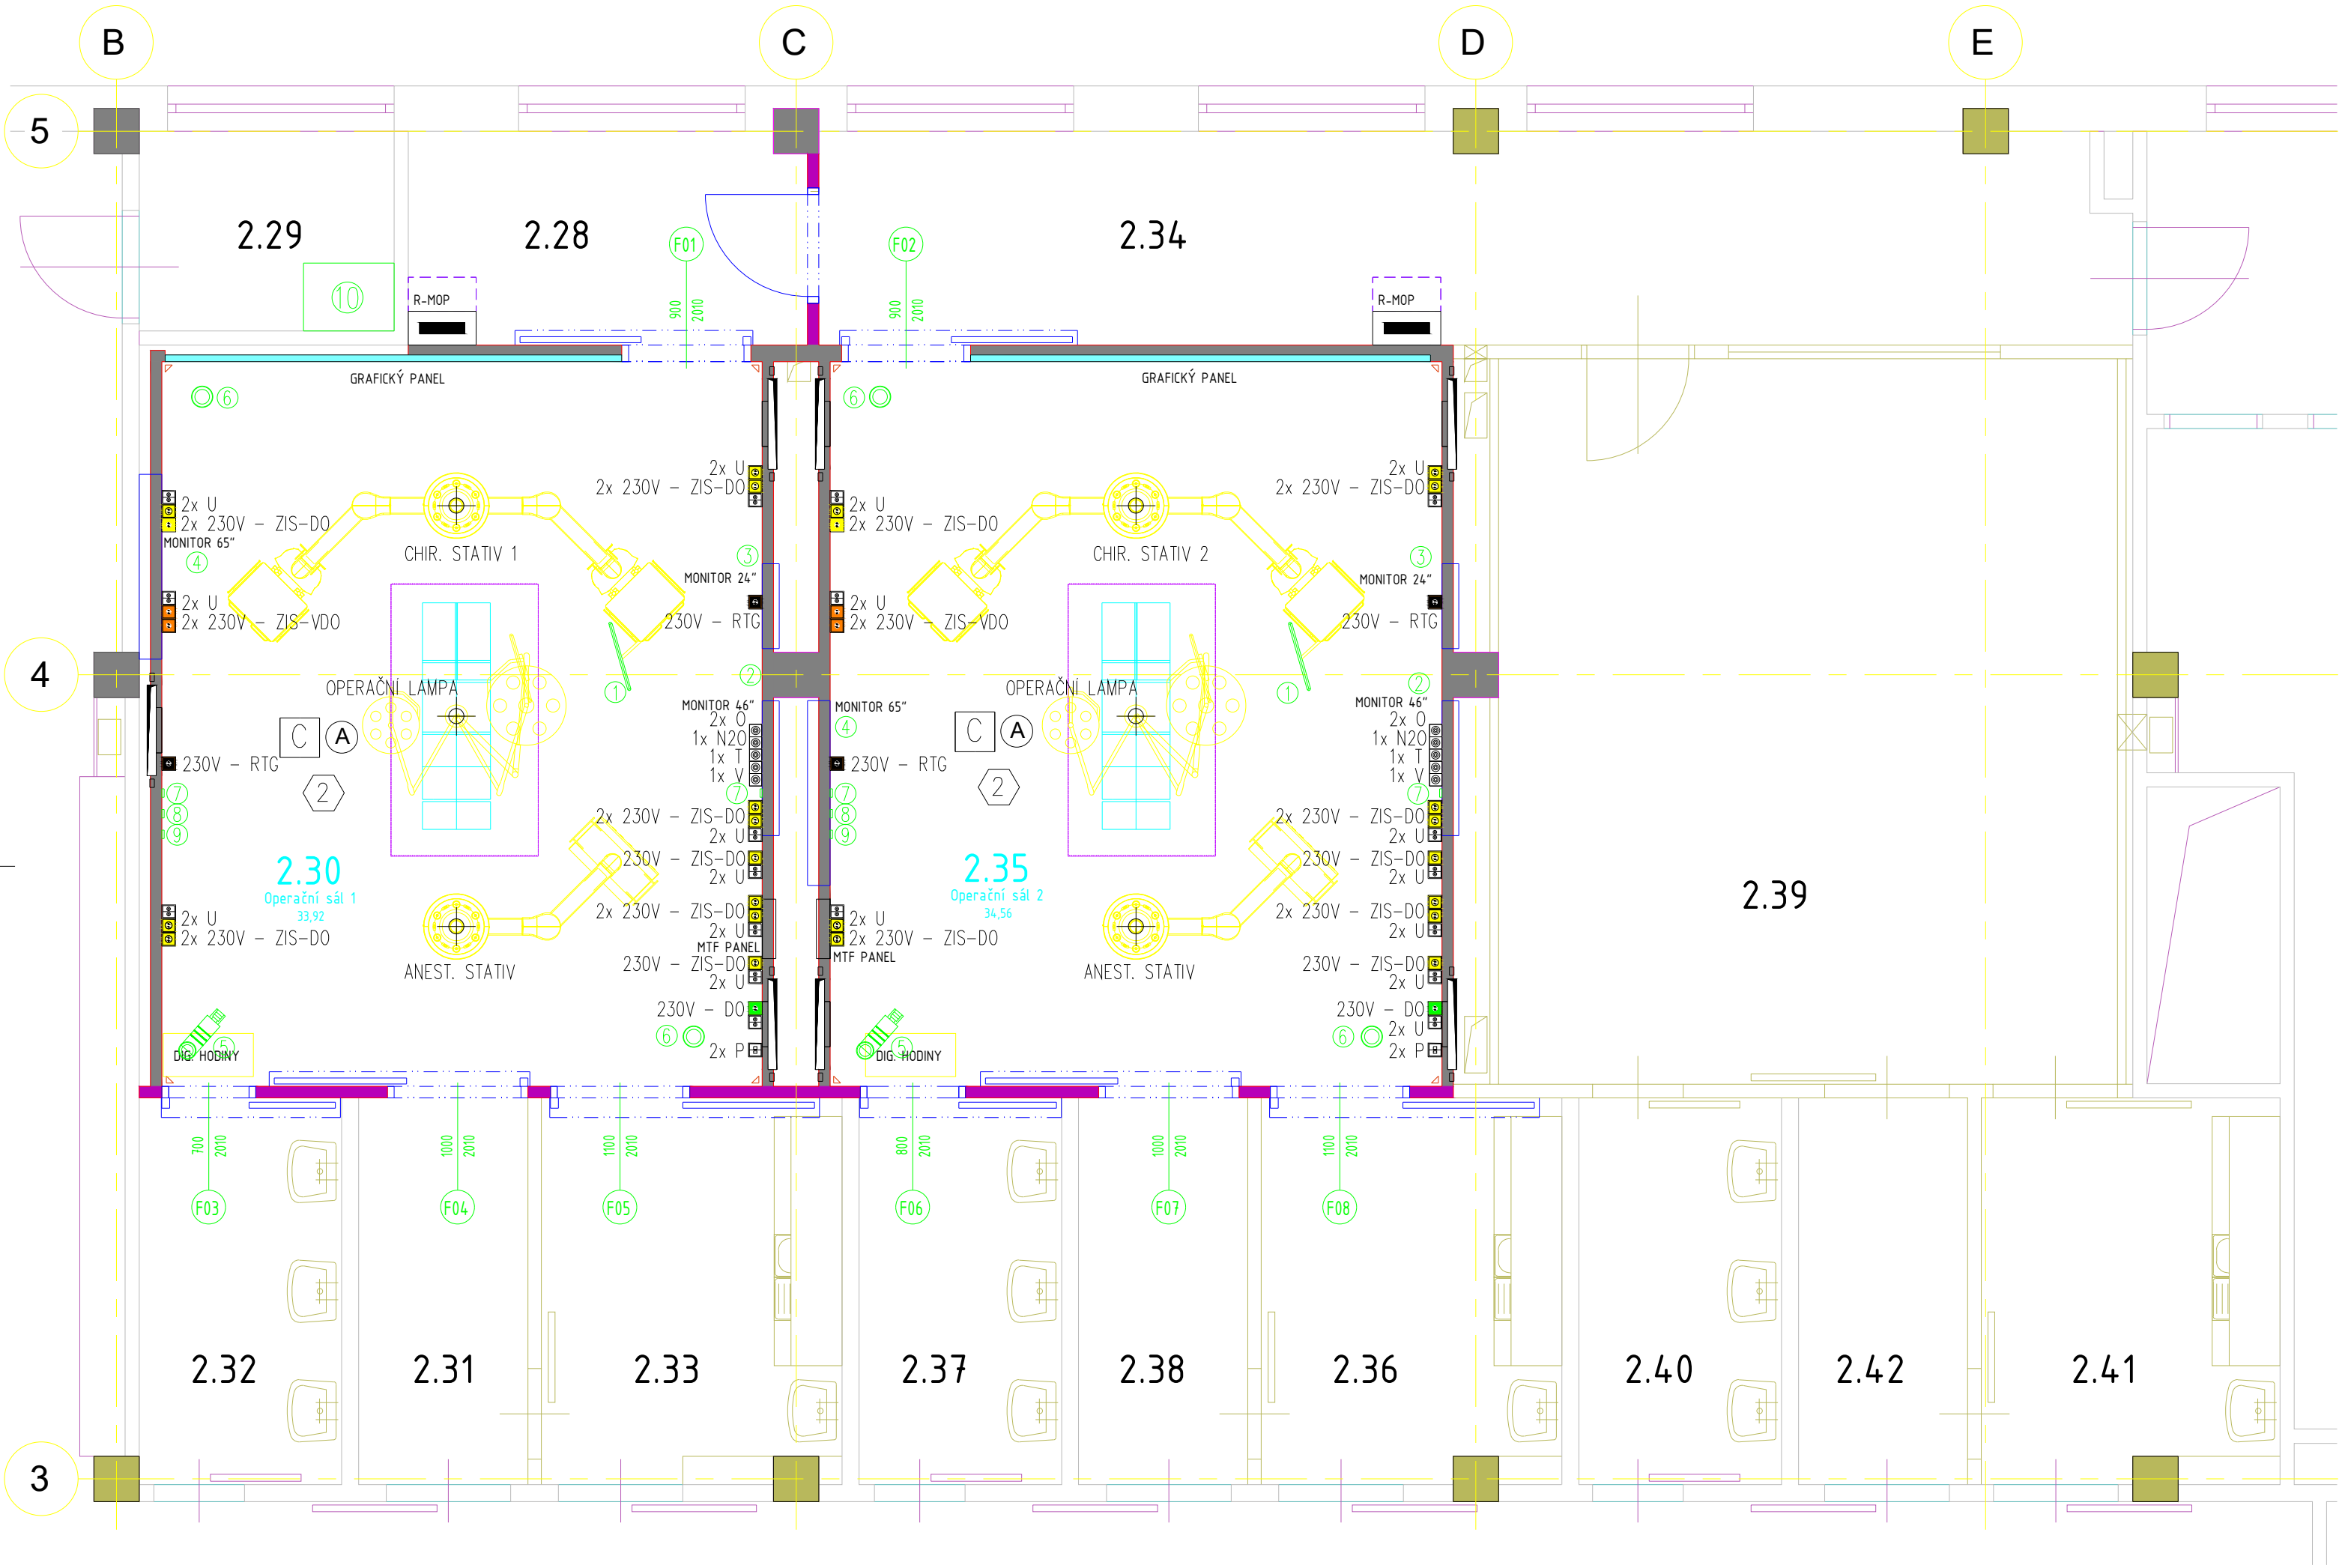 B
C
D
E
5
2.29
2.28
2.34
F01
F02
900
2010
900
2010
10
R-MOP
R-MOP
GRAFICKÝ PANEL
GRAFICKÝ PANEL
6
6
2x U
2x 230V - ZIS-DO
2x U
2x 230V - ZIS-DO
2x U
2x 230V - ZIS-DO
2x U
2x 230V - ZIS-DO
MONITOR 65"
4
CHIR. STATIV 1
CHIR. STATIV 2
3
MONITOR 24"
3
MONITOR 24"
2x U
2x 230V - ZIS-VDO
230V - RTG
2x U
2x 230V - ZIS-VDO
230V - RTG
4
OPERAČNÍ LAMPA
1
2
OPERAČNÍ LAMPA
1
2
MONITOR 46"
MONITOR 65"
4
MONITOR 46"
C
A
2
C
A
2
2x O
1x N2O
1x T
1x V
2x O
1x N2O
1x T
1x V
230V - RTG
230V - RTG
7
8
9
7
7
8
9
7
2x 230V - ZIS-DO
2x U
230V - ZIS-DO
2x U
2x 230V - ZIS-DO
2x U
230V - ZIS-DO
2x U
2.30
Operační sál 1
33,92
2.35
Operační sál 2
34,56
2.39
2x U
2x 230V - ZIS-DO
2x 230V - ZIS-DO
2x U
MTF PANEL
230V - ZIS-DO
2x U
2x U
2x 230V - ZIS-DO
MTF PANEL
2x 230V - ZIS-DO
2x U
230V - ZIS-DO
2x U
ANEST. STATIV
ANEST. STATIV
230V - DO
6
2x P
230V - DO
2x U
6
2x P
5
DIG. HODINY
5
DIG. HODINY
700
2010
1000
2010
1100
2010
800
2010
1000
2010
1100
2010
F03
F04
F05
F06
F07
F08
2.32
2.31
2.33
2.37
2.38
2.36
2.40
2.42
2.41
3